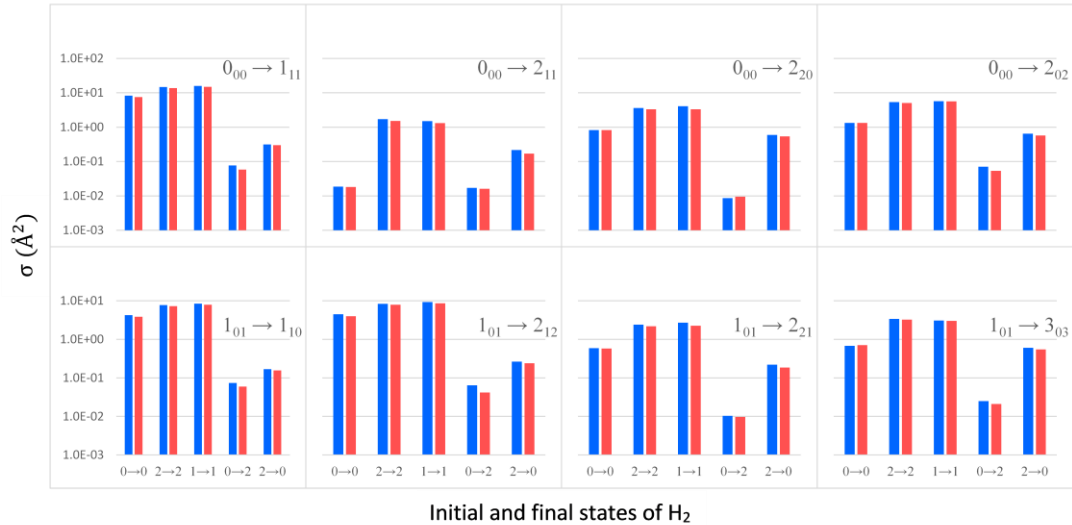 1.0E+02
1.0E+01
1.0E+00
1.0E-01
1.0E-02
1.0E-03
0₀₀ → 1₁₁
0₀₀ → 2₁₁
0₀₀ → 2₂₀
0₀₀ → 2₀₂
σ (Å²)
1.0E+01
1.0E+00
1.0E-01
1.0E-02
1.0E-03
1₀₁ → 1₁₀
1₀₁ → 2₁₂
1₀₁ → 2₂₁
1₀₁ → 3₀₃
0→0 2→2 1→1 0→2 2→0
0→0 2→2 1→1 0→2 2→0
0→0 2→2 1→1 0→2 2→0
0→0 2→2 1→1 0→2 2→0
Initial and final states of H₂